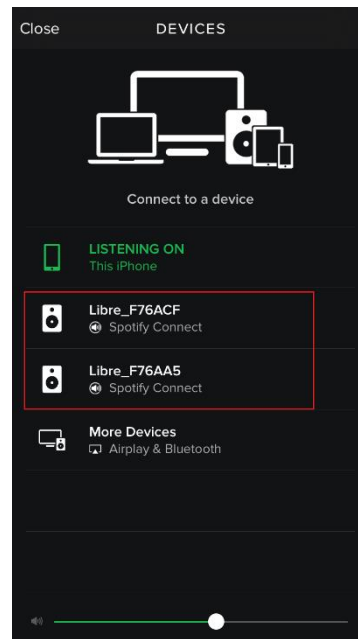 Close
DEVICES
Connect to a device
LISTENING ON
This iPhone
Libre_F76ACF
Spotify Connect
Libre_F76AA5
Spotify Connect
More Devices
Airplay & Bluetooth